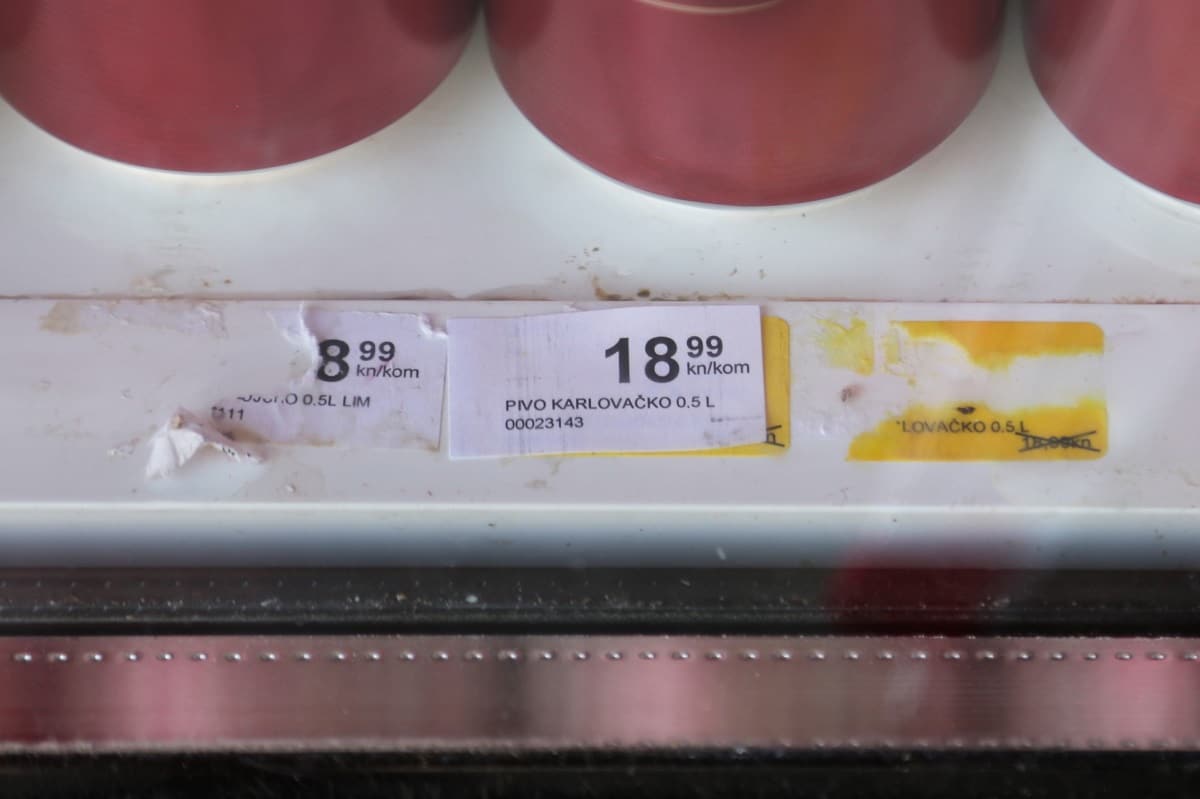 8 99
kn/kom
0.5L LIM
111
18 99
kn/kom
PIVO KARLOVAČKO 0.5 L
00023143
LOVAČKO 0.5 L